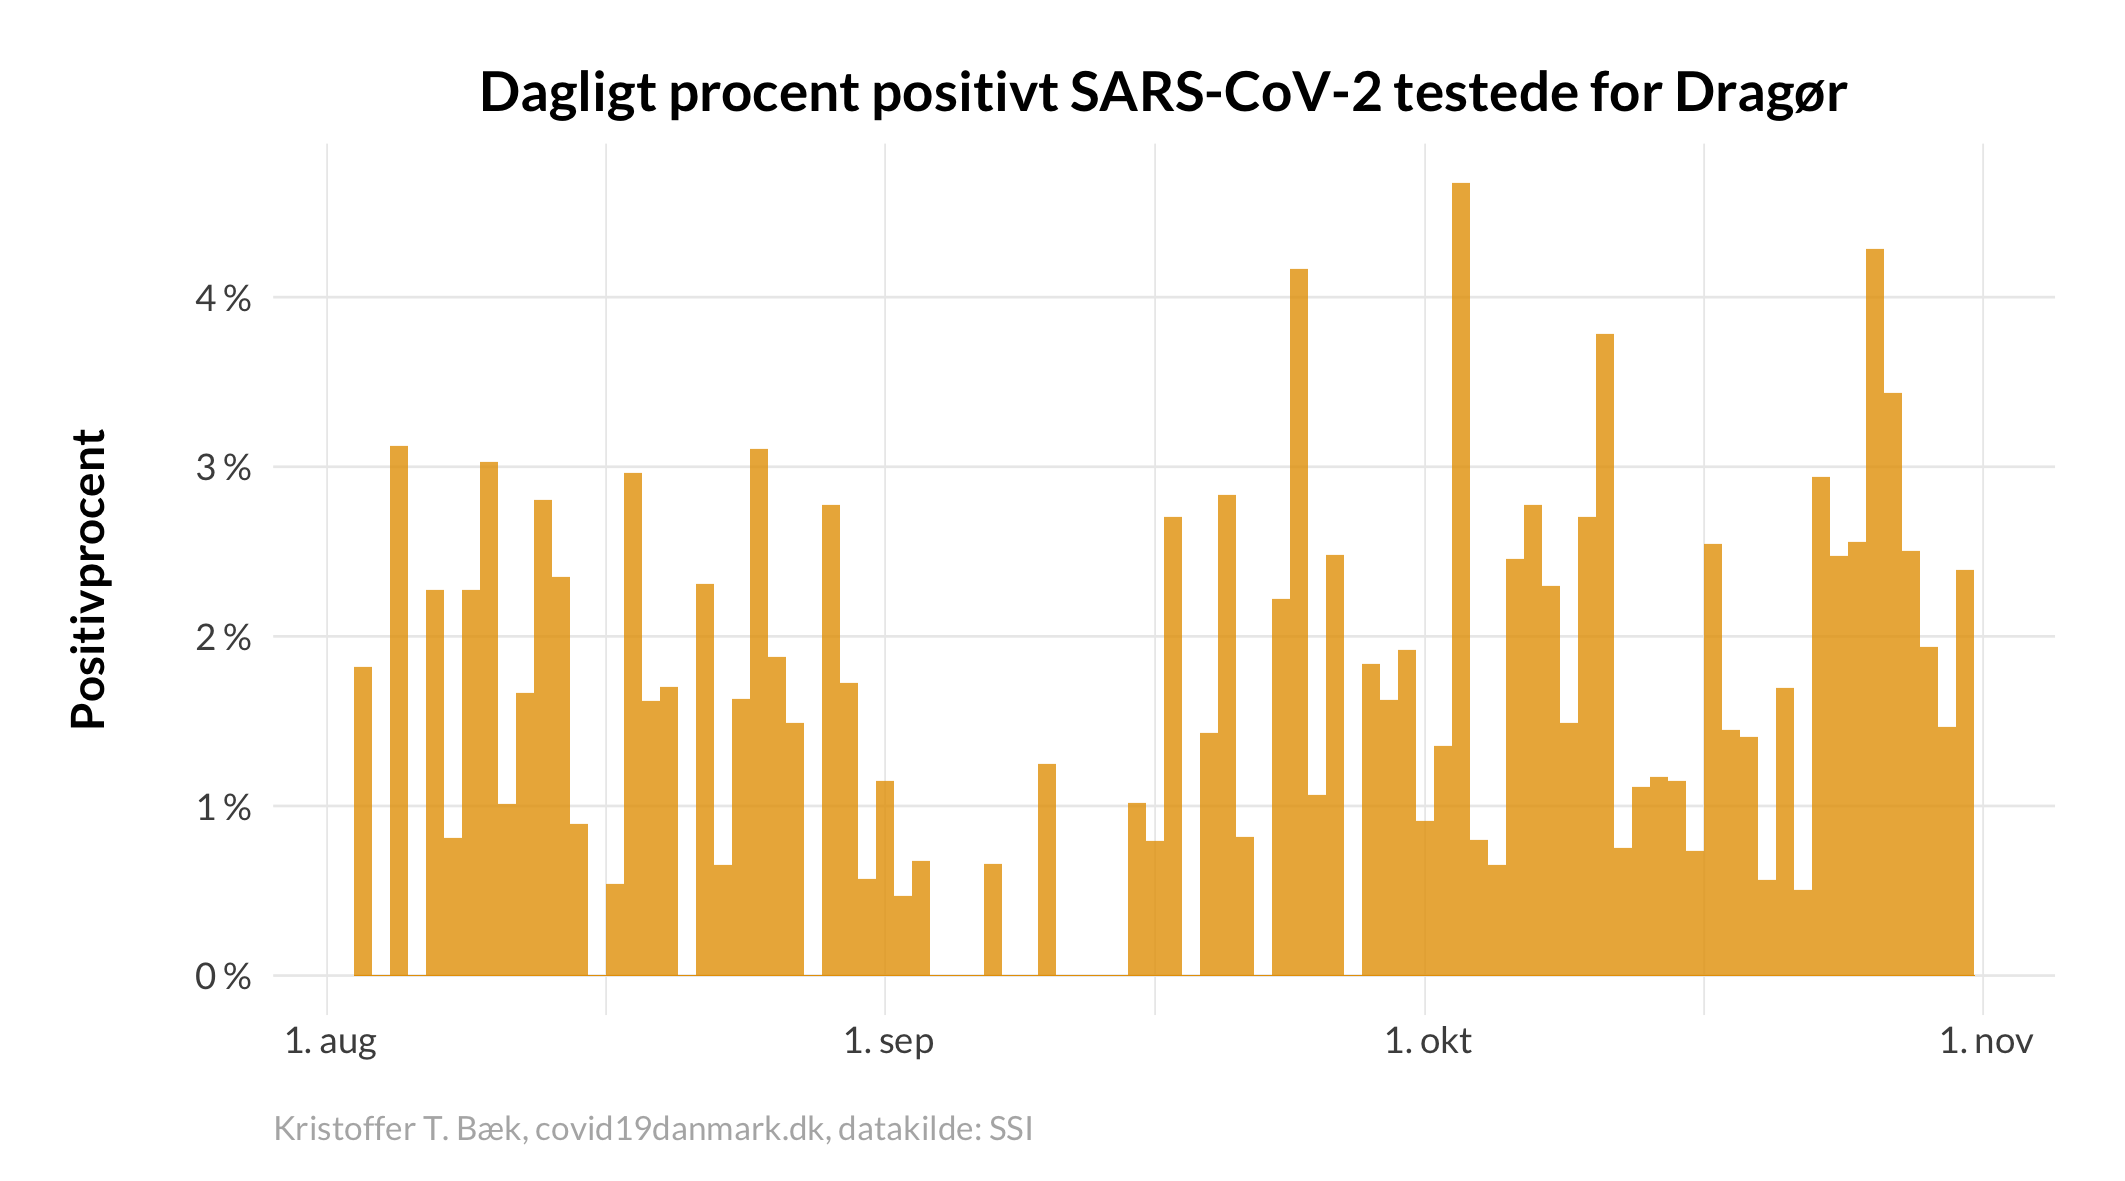 Dagligt procent positivt SARS-CoV-2 testede for Dragør
Positivprocent
4 %
3 %
2 %
1 %
0 %
1. aug
1. sep
1. okt
1. nov
Kristoffer T. Bæk, covid19danmark.dk, datakilde: SSI